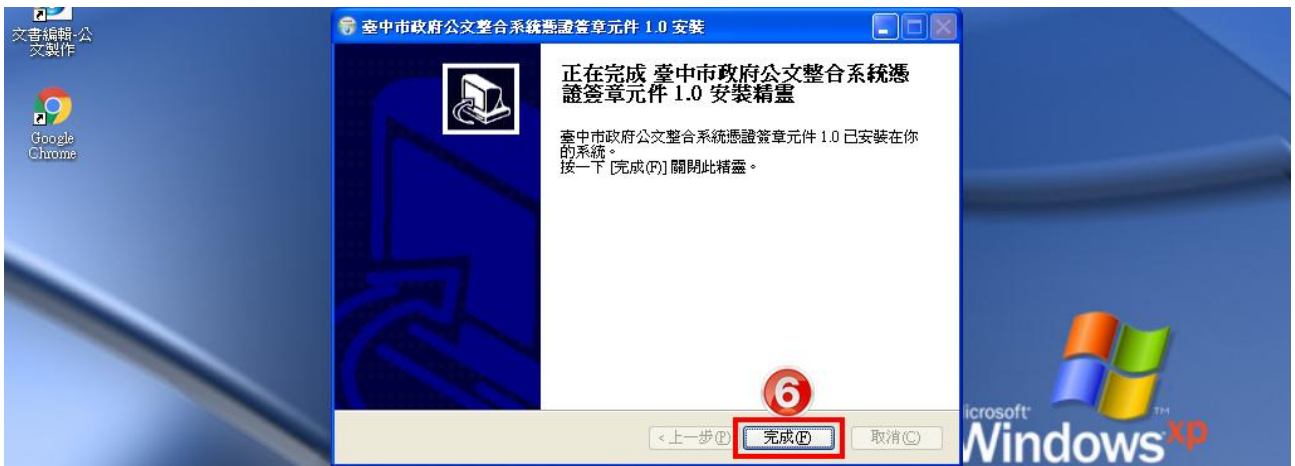 文書編輯-公
文製作
Google
Chrome
臺中市政府公文整合系統憑證簽章元件 1.0 安裝
正在完成 臺中市政府公文整合系統憑
證簽章元件 1.0 安裝精靈
臺中市政府公文整合系統憑證簽章元件 1.0 已安裝在你
的系統。
按一下 [完成(F)] 關閉此精靈。
6
<上一步(P)
完成(F)
取消(C)
icrosoft
TM
Windows xp